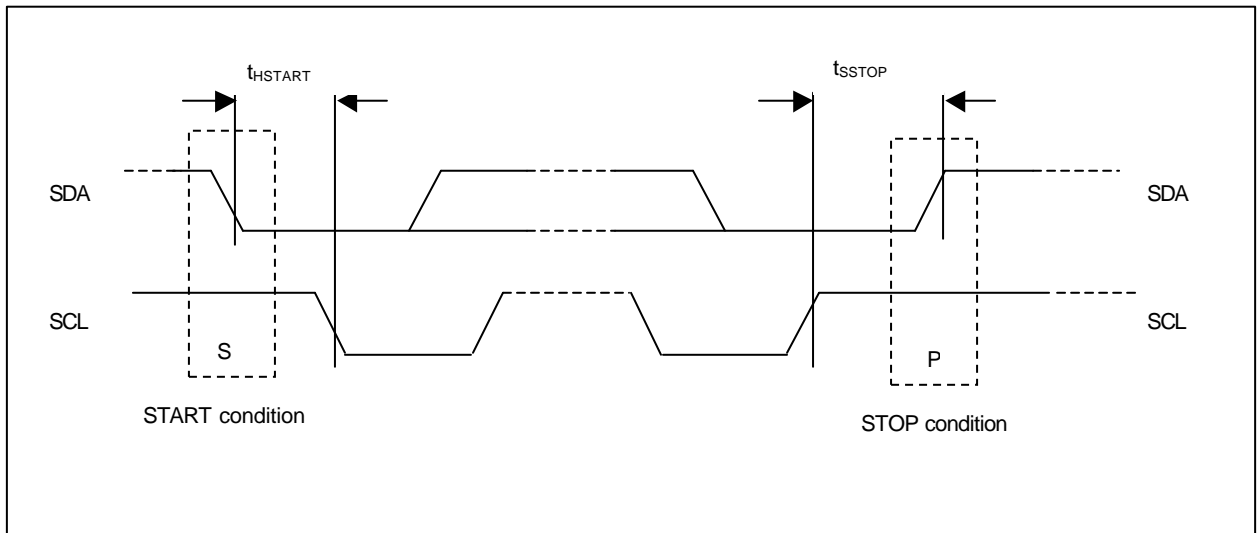 tHSTART
tSSTOP
SDA
SDA
SCL
SCL
S
P
START condition
STOP condition